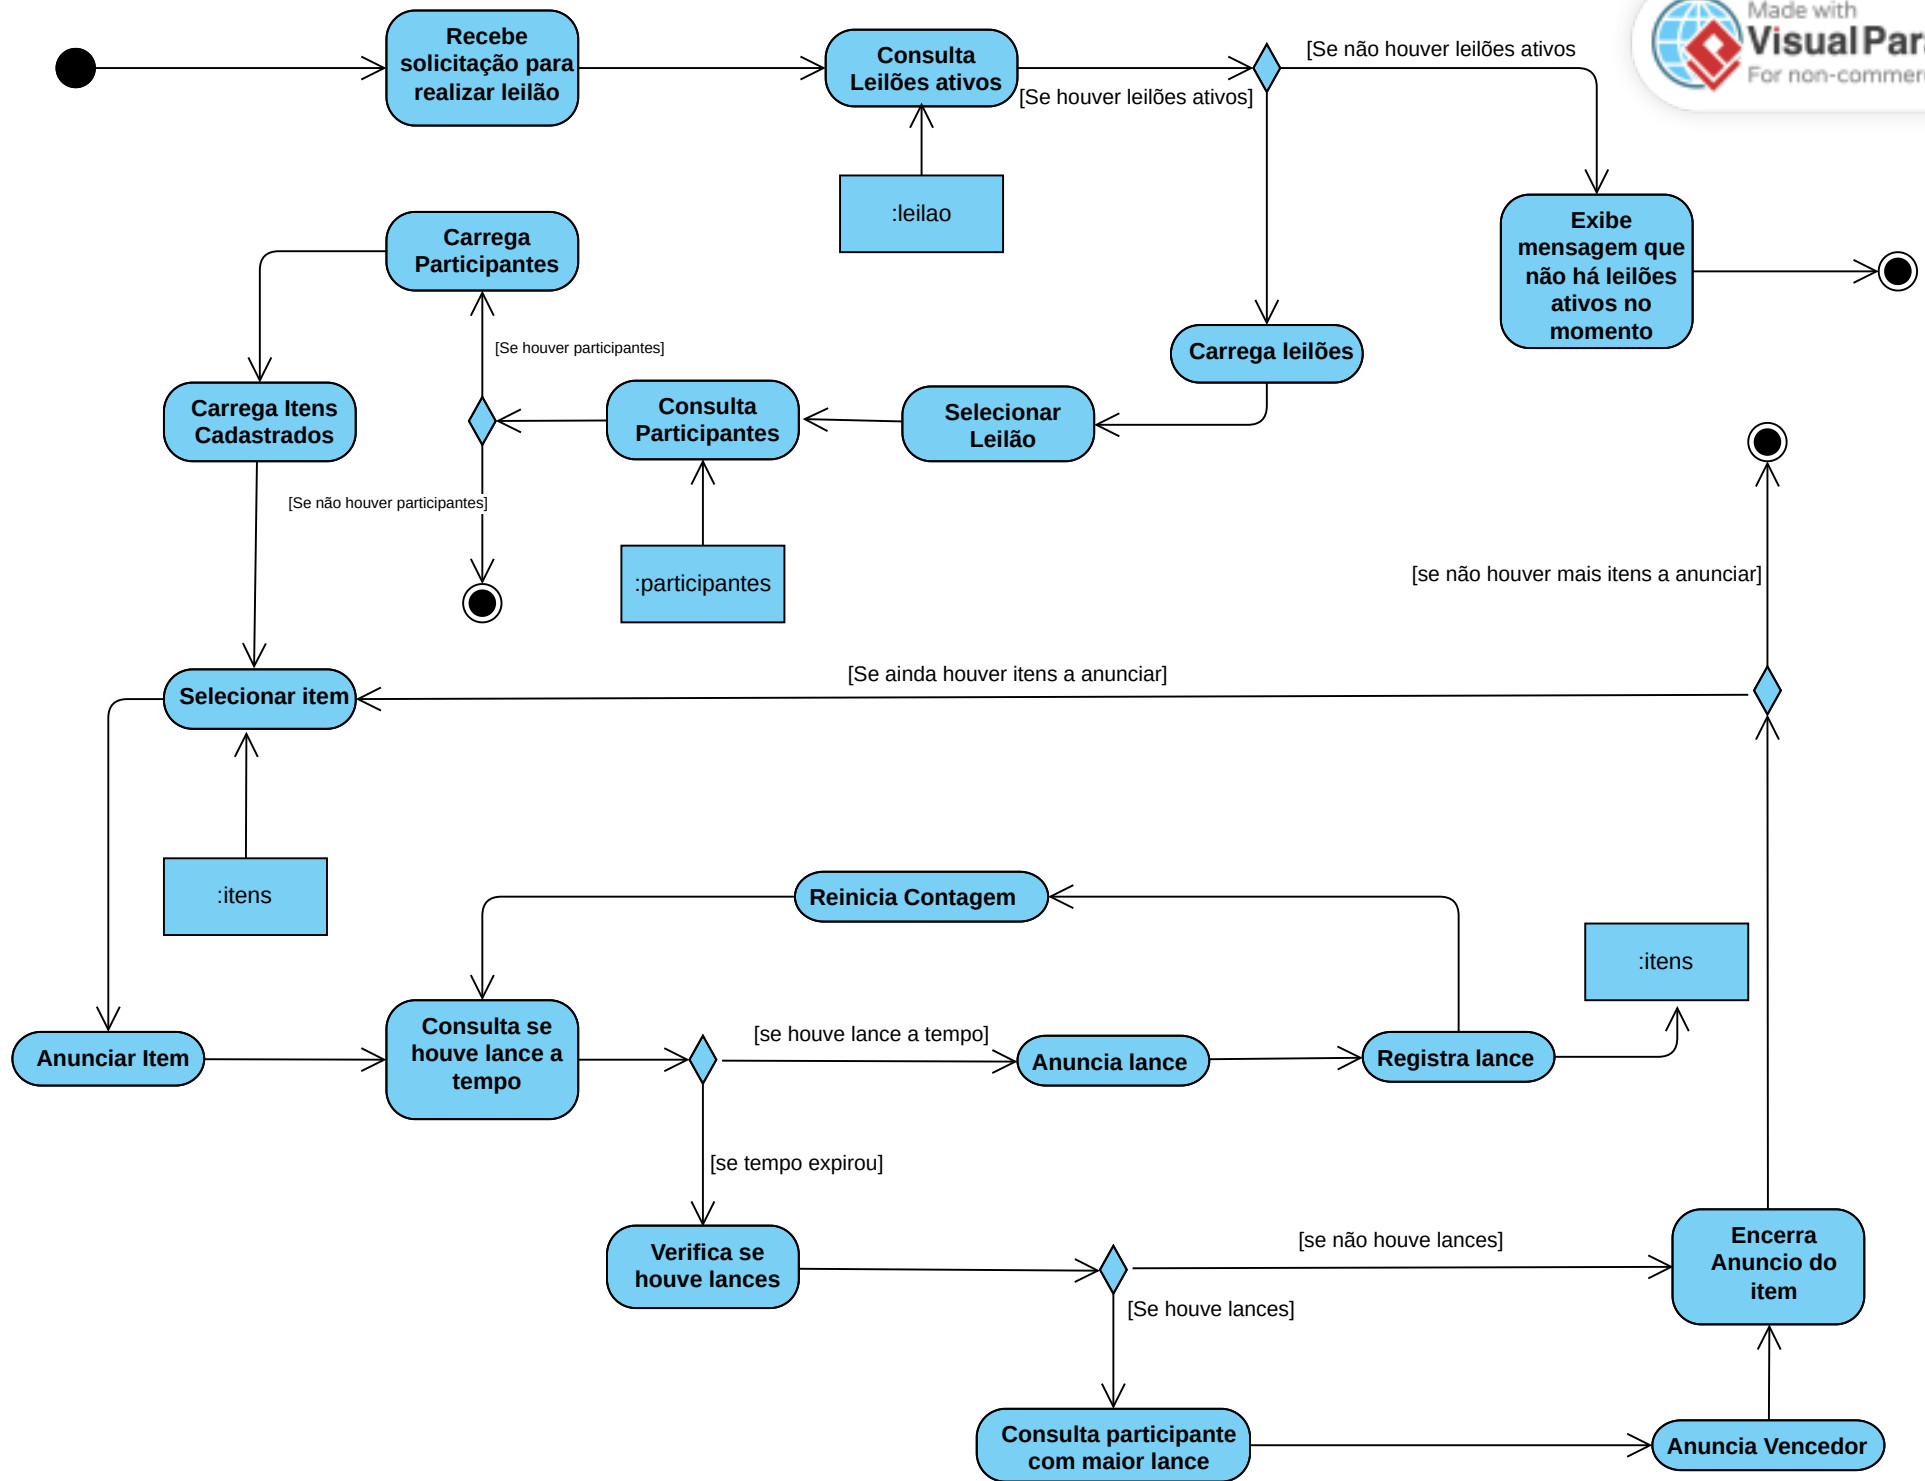 Made with
Visual Par
For non-commer
Recebe
solicitação para
realizar leilão
Consulta
Leilões ativos
[Se não houver leilões ativos
[Se houver leilões ativos]
:leilao
Exibe
mensagem que
não há leilões
ativos no
momento
Carrega
Participantes
[Se houver participantes]
Carrega leilões
Carrega Itens
Cadastrados
Consulta
Participantes
Selecionar
Leilão
[Se não houver participantes]
:participantes
[se não houver mais itens a anunciar]
Selecionar item
[Se ainda houver itens a anunciar]
:itens
Reinicia Contagem
:itens
Anunciar Item
Consulta se
houve lance a
tempo
[se houve lance a tempo]
Anuncia lance
Registra lance
[se tempo expirou]
Verifica se
houve lances
[se não houve lances]
[Se houve lances]
Encerra
Anuncio do
item
Consulta participante
com maior lance
Anuncia Vencedor